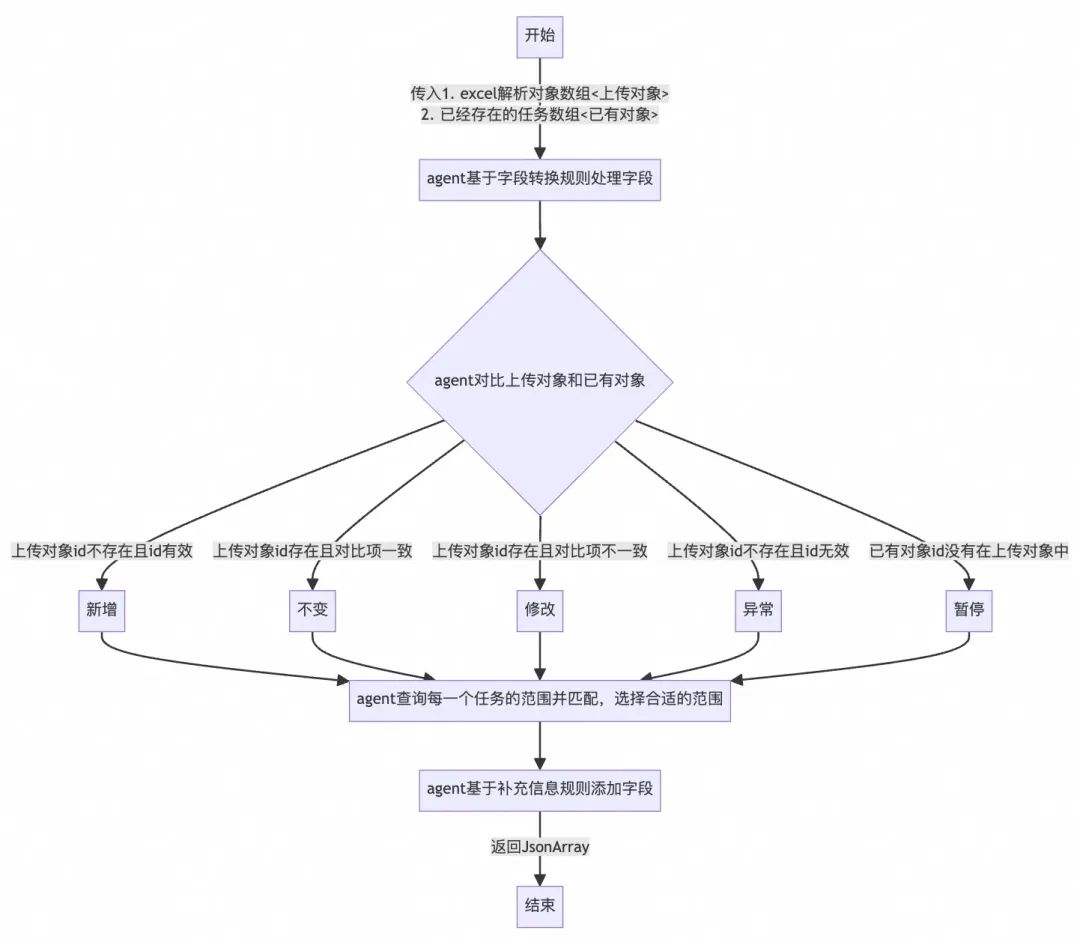 开始
传入1. excel解析对象数组<上传对象>
2. 已经存在的任务数组<已有对象>
agent基于字段转换规则处理字段
agent对比上传对象和已有对象
上传对象id不存在且id有效
上传对象id存在且对比项一致
上传对象id存在且对比项不一致
上传对象id不存在且id无效
已有对象id没有在上传对象中
新增
不变
修改
异常
暂停
agent查询每一个任务的范围并匹配，选择合适的范围
agent基于补充信息规则添加字段
返回JsonArray
结束